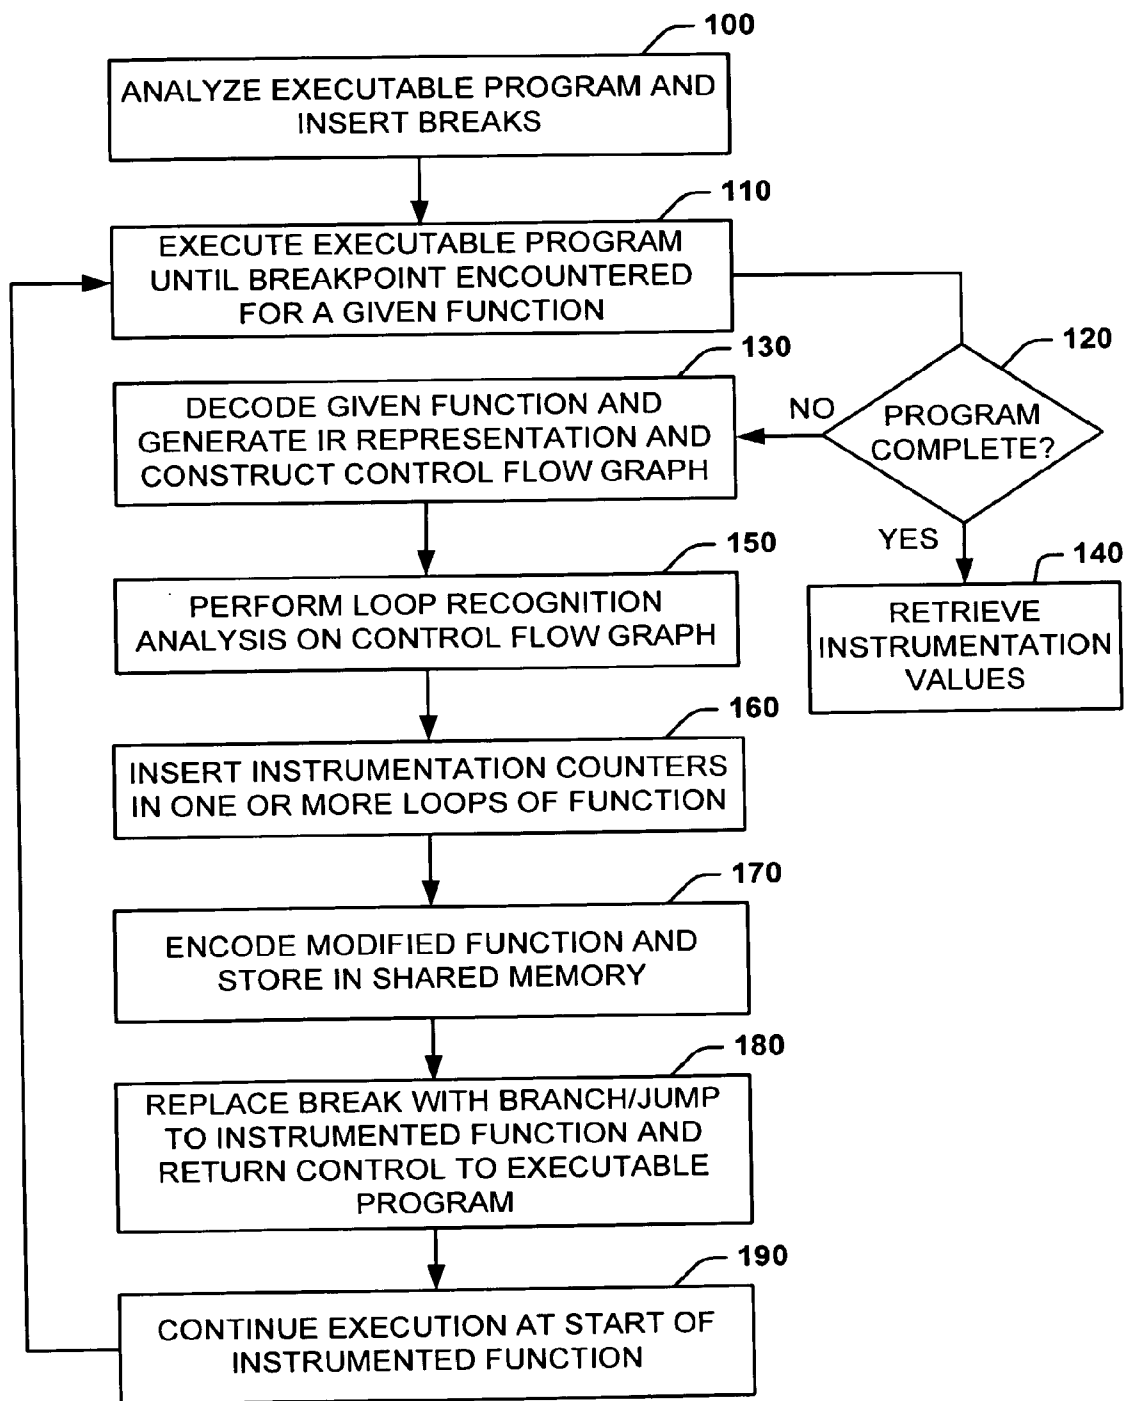 100
ANALYZE EXECUTABLE PROGRAM AND
INSERT BREAKS
110
EXECUTE EXECUTABLE PROGRAM
UNTIL BREAKPOINT ENCOUNTERED
FOR A GIVEN FUNCTION
120
PROGRAM
COMPLETE?
NO
YES
130
DECODE GIVEN FUNCTION AND
GENERATE IR REPRESENTATION AND
CONSTRUCT CONTROL FLOW GRAPH
140
RETRIEVE
INSTRUMENTATION
VALUES
150
PERFORM LOOP RECOGNITION
ANALYSIS ON CONTROL FLOW GRAPH
160
INSERT INSTRUMENTATION COUNTERS
IN ONE OR MORE LOOPS OF FUNCTION
170
ENCODE MODIFIED FUNCTION AND
STORE IN SHARED MEMORY
180
REPLACE BREAK WITH BRANCH/JUMP
TO INSTRUMENTED FUNCTION AND
RETURN CONTROL TO EXECUTABLE
PROGRAM
190
CONTINUE EXECUTION AT START OF
INSTRUMENTED FUNCTION